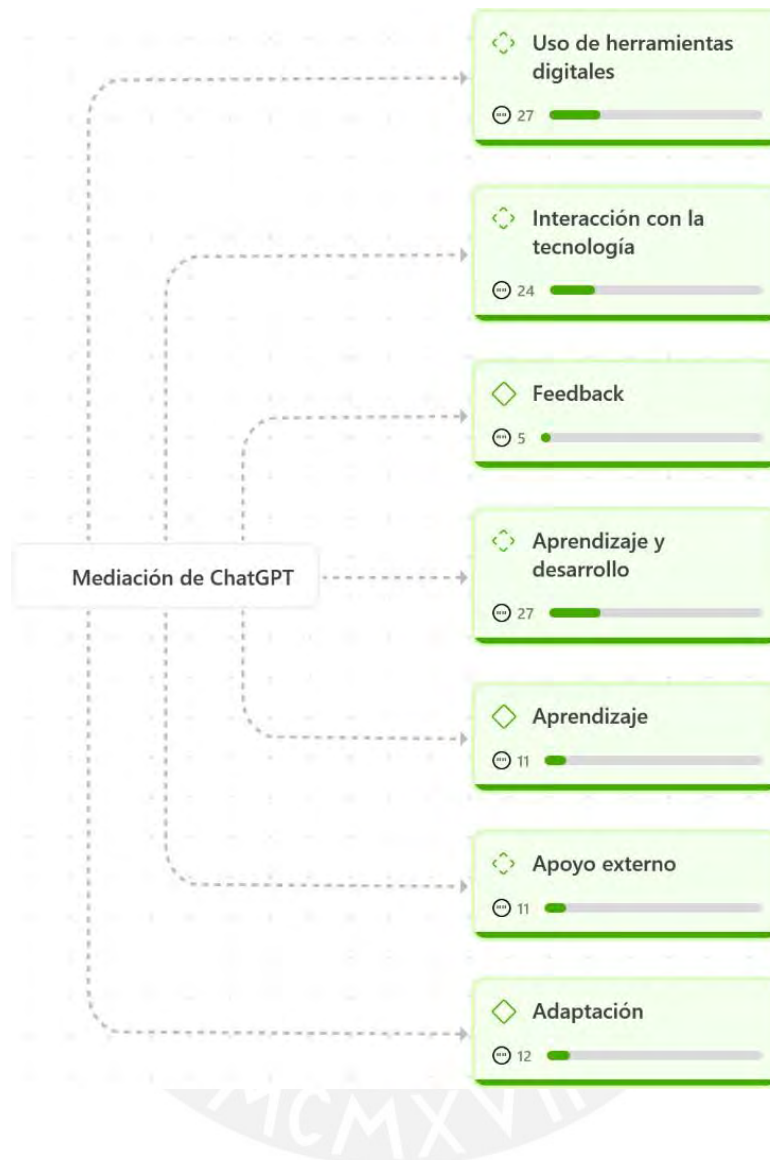 Uso de herramientas
digitales
27
Interacción con la
tecnología
24
Feedback
5
Mediación de ChatGPT
Aprendizaje y
desarrollo
27
Aprendizaje
11
Apoyo externo
11
Adaptación
12
MCMXVII